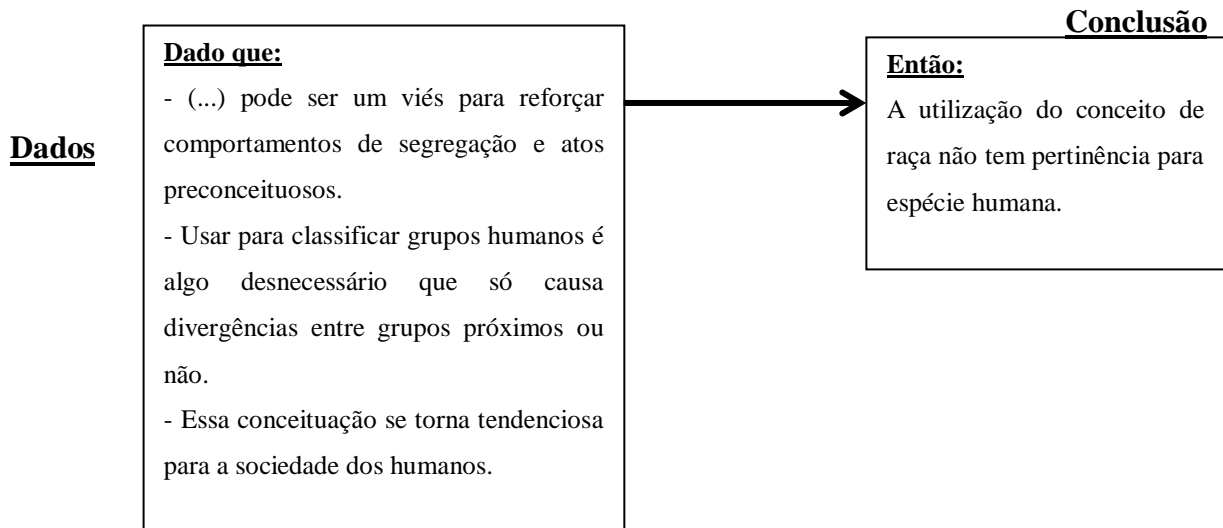 Conclusão
Dados
Dado que:
- (...) pode ser um viés para reforçar
comportamentos de segregação e atos
preconceituosos.
- Usar para classificar grupos humanos é
algo desnecessário que só causa
divergências entre grupos próximos ou
não.
- Essa conceituação se torna tendenciosa
para a sociedade dos humanos.
Então:
A utilização do conceito de
raça não tem pertinência para
espécie humana.